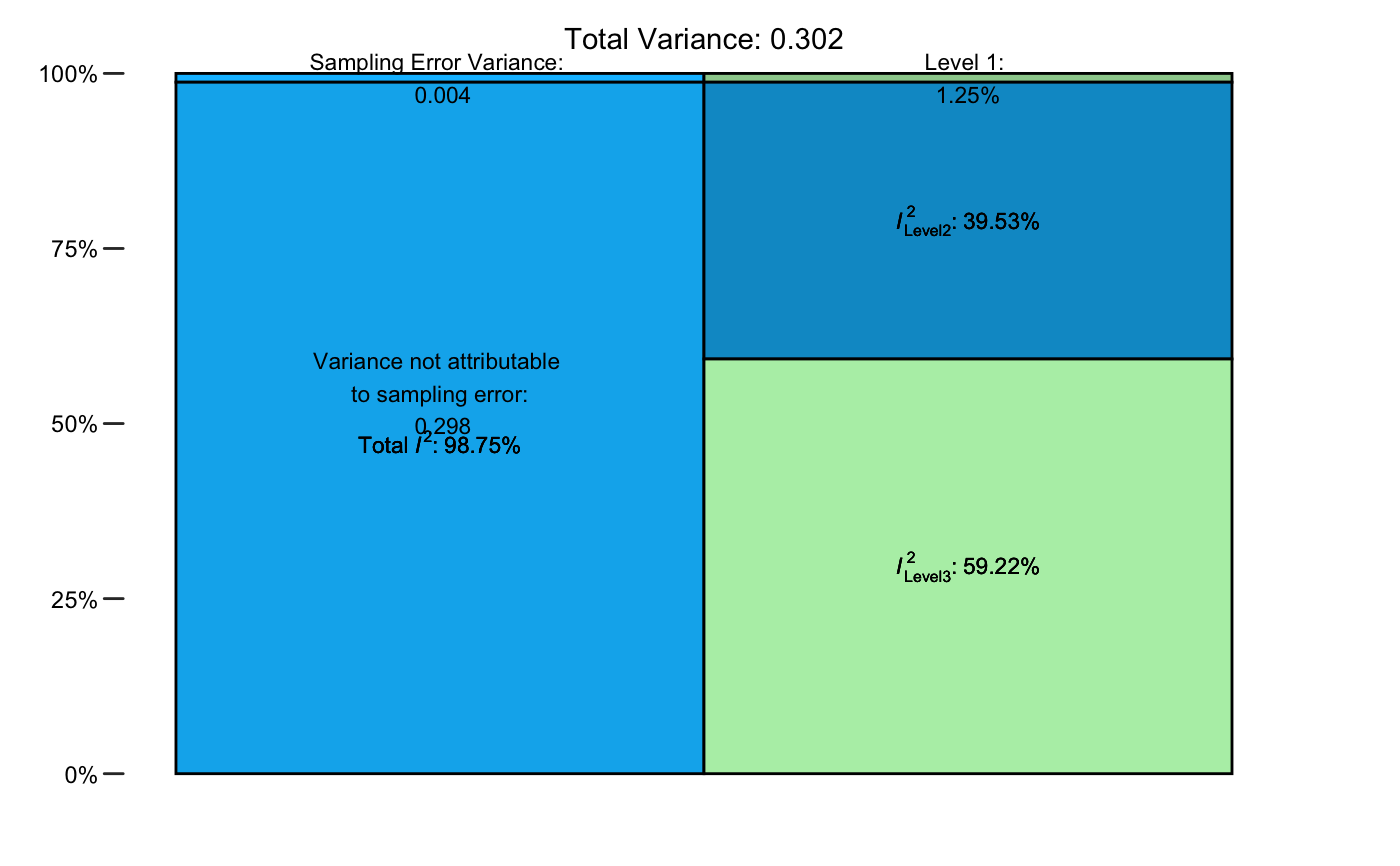 Total Variance: 0.302
Sampling Error Variance:
0.004
Level 1:
1.25%
100%
75%
50%
25%
0%
Variance not attributable
to sampling error:
0.298
Total I²: 98.75%
I²Level2: 39.53%
I²Level3: 59.22%